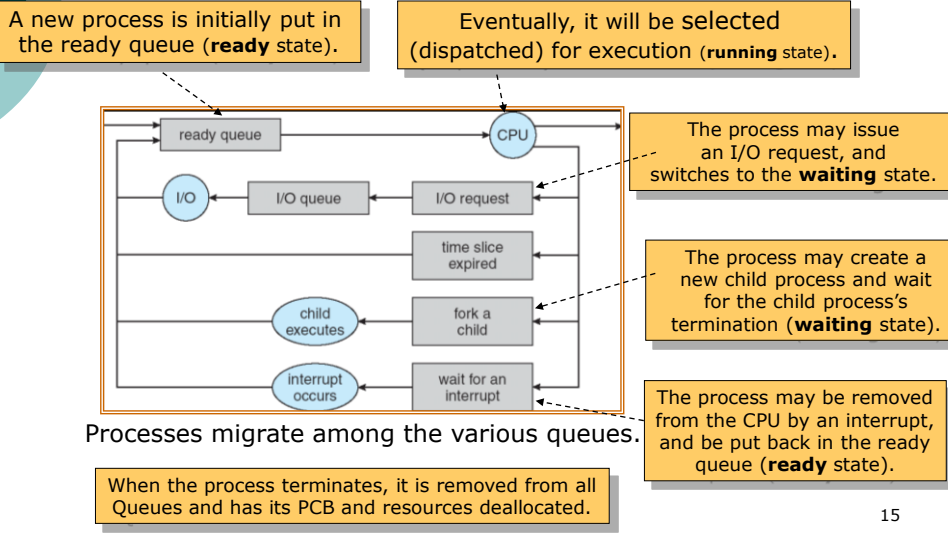 A new process is initially put in
the ready queue (ready state).
Eventually, it will be selected
(dispatched) for execution (running state).
ready queue
CPU
The process may issue
an I/O request, and
switches to the waiting state.
I/O
I/O queue
I/O request
time slice
expired
The process may create a
new child process and wait
for the child process's
termination (waiting state).
child
executes
fork a
child
interrupt
occurs
wait for an
interrupt
The process may be removed
from the CPU by an interrupt,
and be put back in the ready
queue (ready state).
Processes migrate among the various queues.
When the process terminates, it is removed from all
Queues and has its PCB and resources deallocated.
15